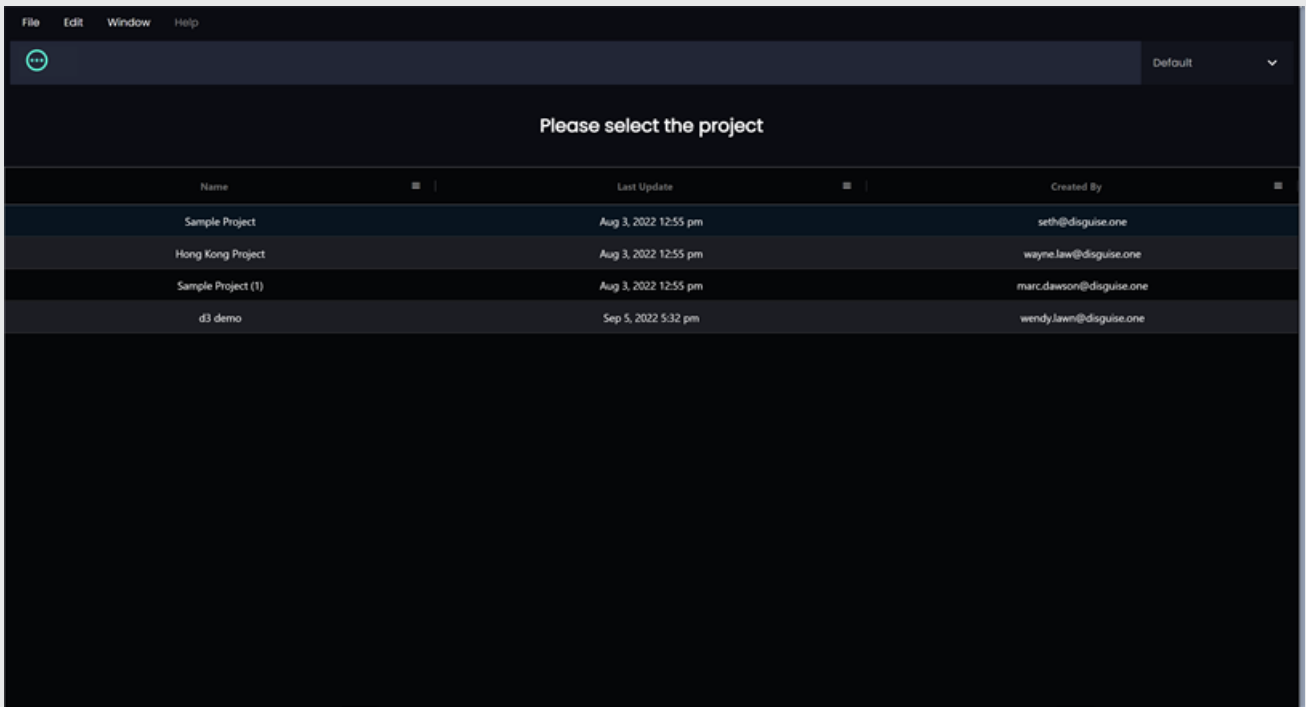 File Edit Window Help
Default
Please select the project
Name Last Update Created By
Sample Project Aug 3, 2022 12:55 pm seth@disguise.one
Hong Kong Project Aug 3, 2022 12:55 pm wayne.law@disguise.one
Sample Project (1) Aug 3, 2022 12:55 pm marc.dawson@disguise.one
d3 demo Sep 5, 2022 5:32 pm wendy.lawn@disguise.one